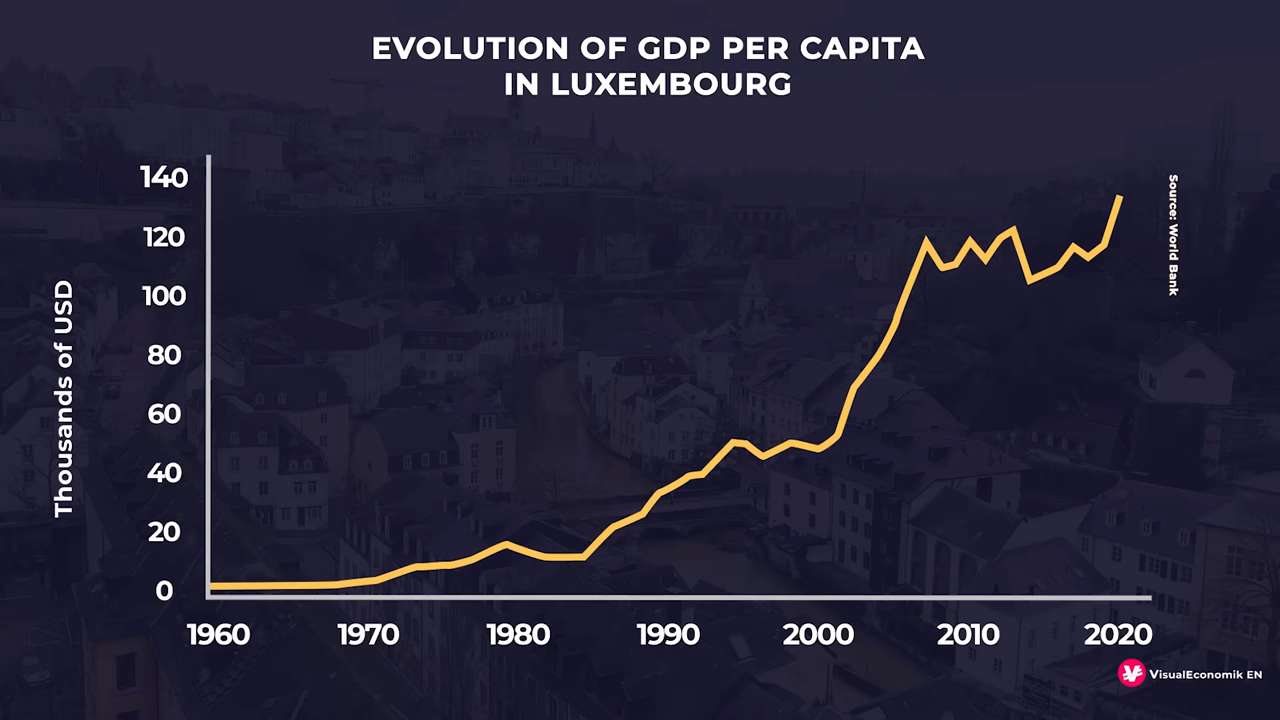 EVOLUTION OF GDP PER CAPITA
IN LUXEMBOURG
Thousands of USD
140
120
100
80
60
40
20
0
1960 1970 1980 1990 2000 2010 2020
Source: World Bank
VisualEconomik EN